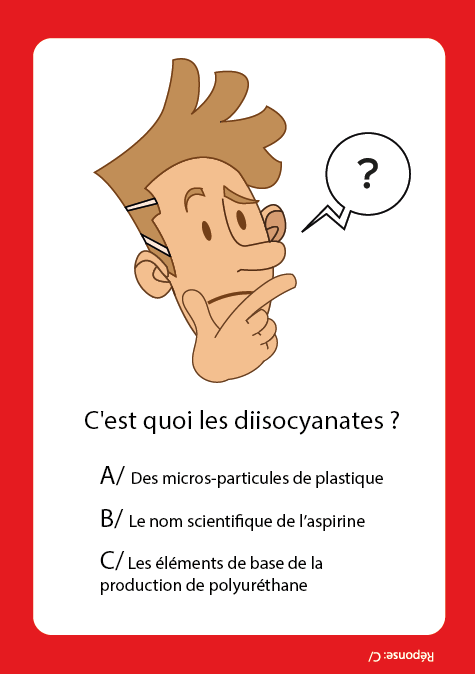 ?
C'est quoi les diisocyanates ?
A/ Des micros-particules de plastique
B/ Le nom scientifique de l’aspirine
C/ Les éléments de base de la
production de polyuréthane
Réponse: C/